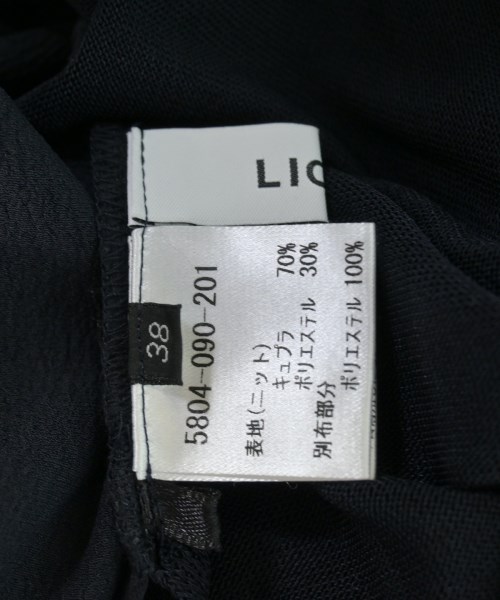 LIC
38
5804-090-201
表地(ニット)
キュプラ 70%
ポリエステル 30%
別布部分
ポリエステル 100%